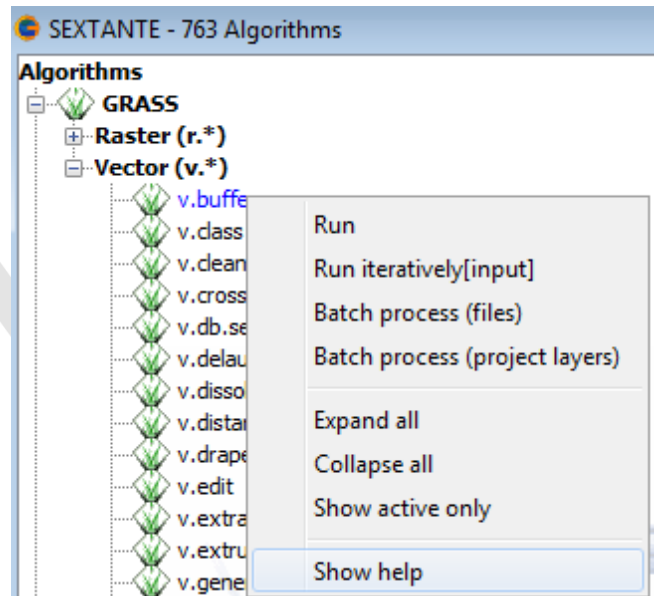 SEXTANTE - 763 Algorithms
Algorithms
GRASS
Raster (r.*)
Vector (v.*)
v.buffe
v.class
v.clean
v.cross
v.db.se
v.delau
v.disso
v.distar
v.drape
v.edit
v.extra
v.extru
v.gene
Run
Run iteratively[input]
Batch process (files)
Batch process (project layers)
Expand all
Collapse all
Show active only
Show help